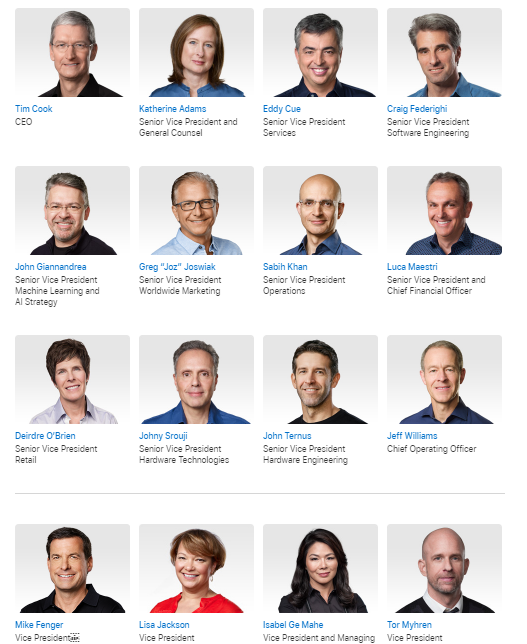 Tim Cook
CEO
Katherine Adams
Senior Vice President and
General Counsel
Eddy Cue
Senior Vice President
Services
Craig Federighi
Senior Vice President
Software Engineering
John Giannandrea
Senior Vice President
Machine Learning and
AI Strategy
Greg “Joz” Joswiak
Senior Vice President
Worldwide Marketing
Sabih Khan
Senior Vice President
Operations
Luca Maestri
Senior Vice President and
Chief Financial Officer
Deirdre O’Brien
Senior Vice President
Retail
Johny Srouji
Senior Vice President
Hardware Technologies
John Ternus
Senior Vice President
Hardware Engineering
Jeff Williams
Chief Operating Officer
Mike Fenger
Vice President
Lisa Jackson
Vice President
Isabel Ge Mahe
Vice President and Managing
Tor Myhren
Vice President